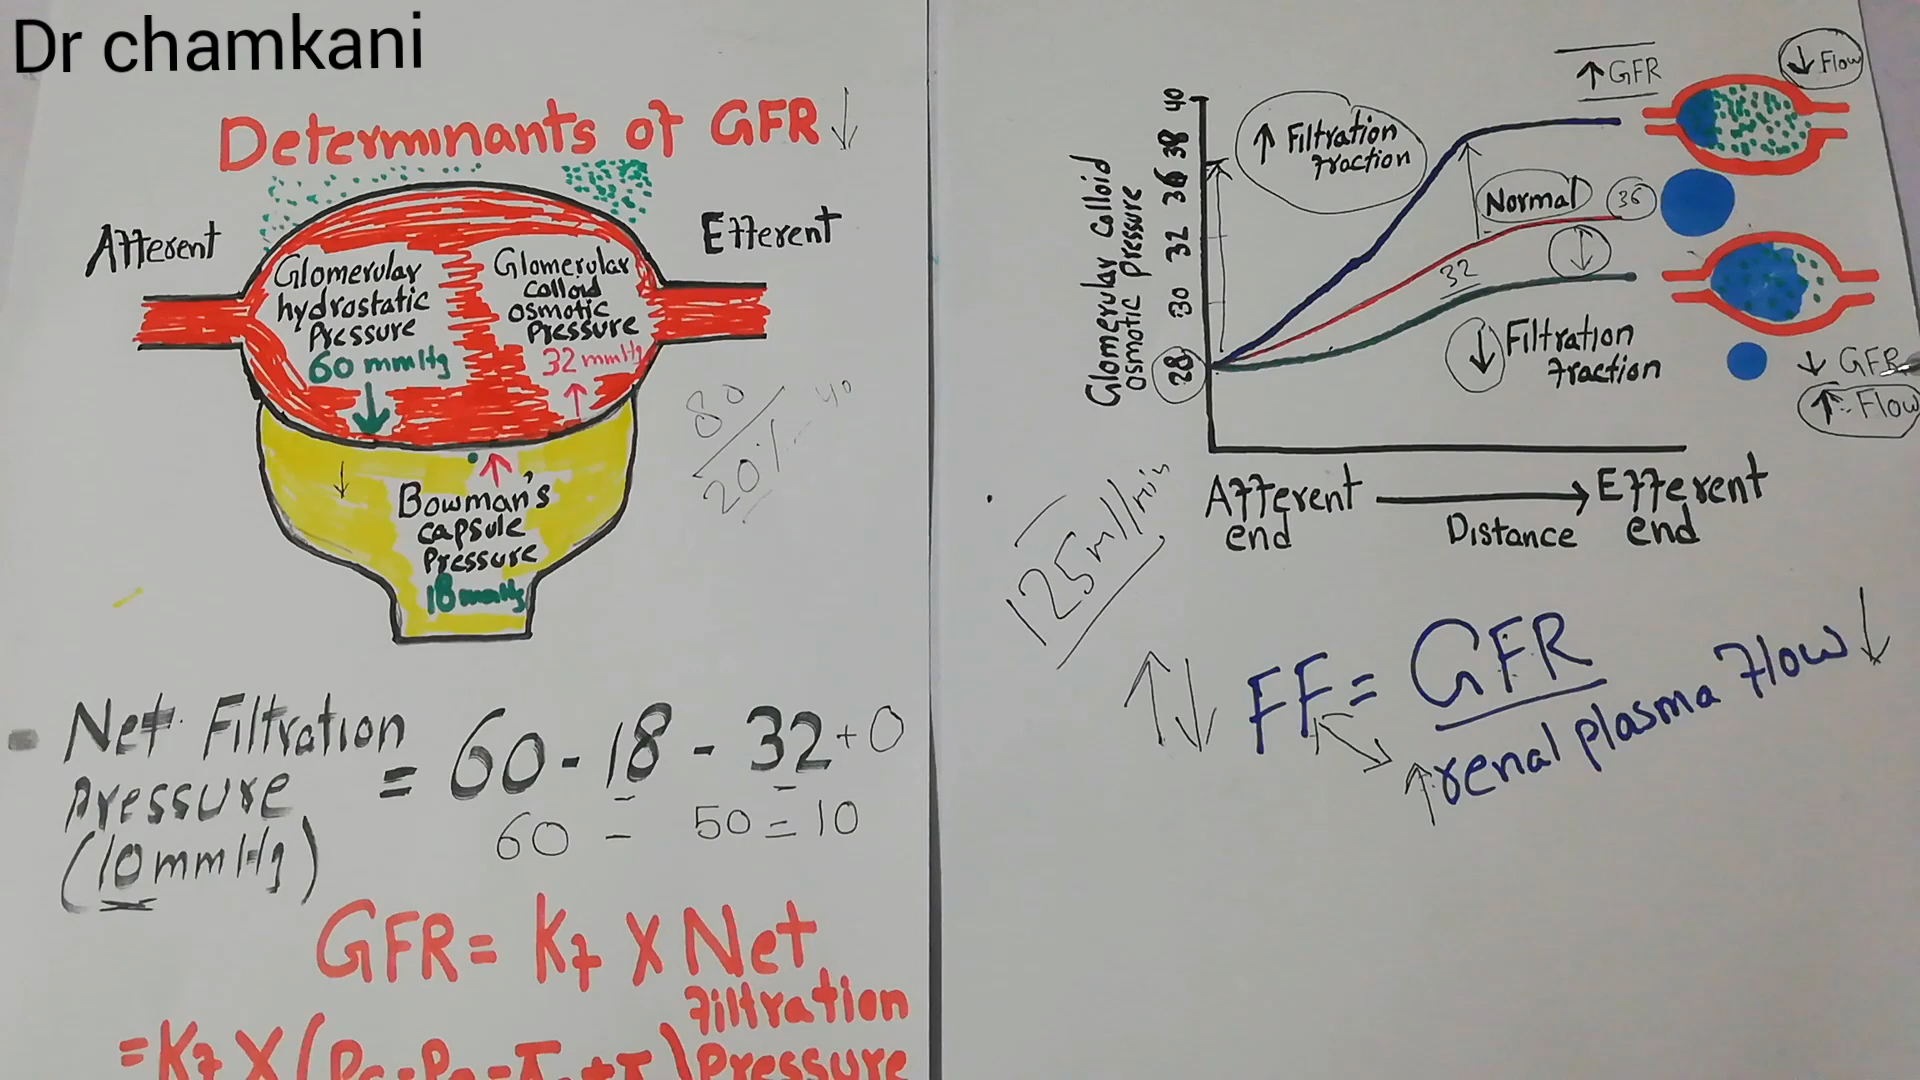 Dr chamkani
Determinants of GFR ↓
Afferent
Efferent
Glomerular
hydrostatic
Pressure
60 mmHg
Glomerular
colloid
osmotic
Pressure
32 mmHg
Bowman's
capsule
Pressure
18 mmHg
80
20%
40
Net Filtration
Pressure
(10 mmHg)
= 60 - 18 - 32 + 0
60 - 50 = 10
GFR = Kf X Net
Filtration
Pressure
= Kf X (
↑ GFR
↓ Flow
↑ Filtration
fraction
Normal
36
32
↓ Filtration
fraction
↓ GFR
↑ Flow
Glomerular colloid
osmotic pressure
28 30 32 36 38 40
Afferent
end
Distance
Efferent
end
125ml/min
↑↓ FF = GFR
↑ renal plasma flow ↓